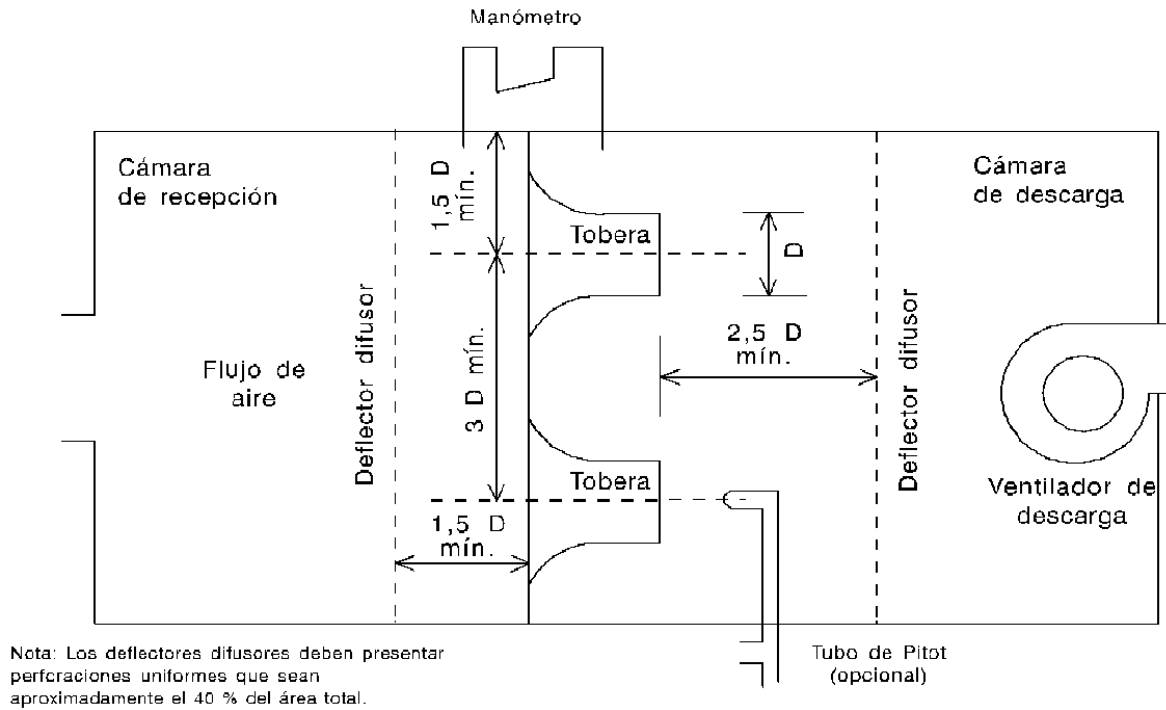 Manómetro
Cámara
de recepción
1,5 D
mín.
Cámara
de descarga
Tobera
D
Deflector difusor
Flujo de
aire
3 D mín.
2,5 D
mín.
Deflector difusor
Tobera
1,5 D
mín.
Ventilador de
descarga
Tubo de Pitot
(opcional)
Nota: Los deflectores difusores deben presentar
perforaciones uniformes que sean
aproximadamente el 40 % del área total.